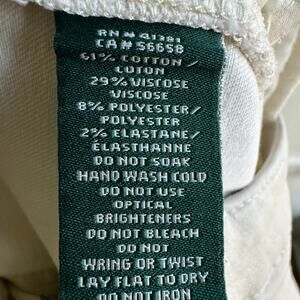 RN# 41381
CA# 56658
61% COTTON /
COTON
29% VISCOSE
VISCOSE
8% POLYESTER/
POLYESTER
2% ELASTANE/
ÉLASTHANNE
DO NOT SOAK
HAND WASH COLD
DO NOT USE
OPTICAL
BRIGHTENERS
DO NOT BLEACH
DO NOT
WRING OR TWIST
LAY FLAT TO DRY
DO NOT IRON